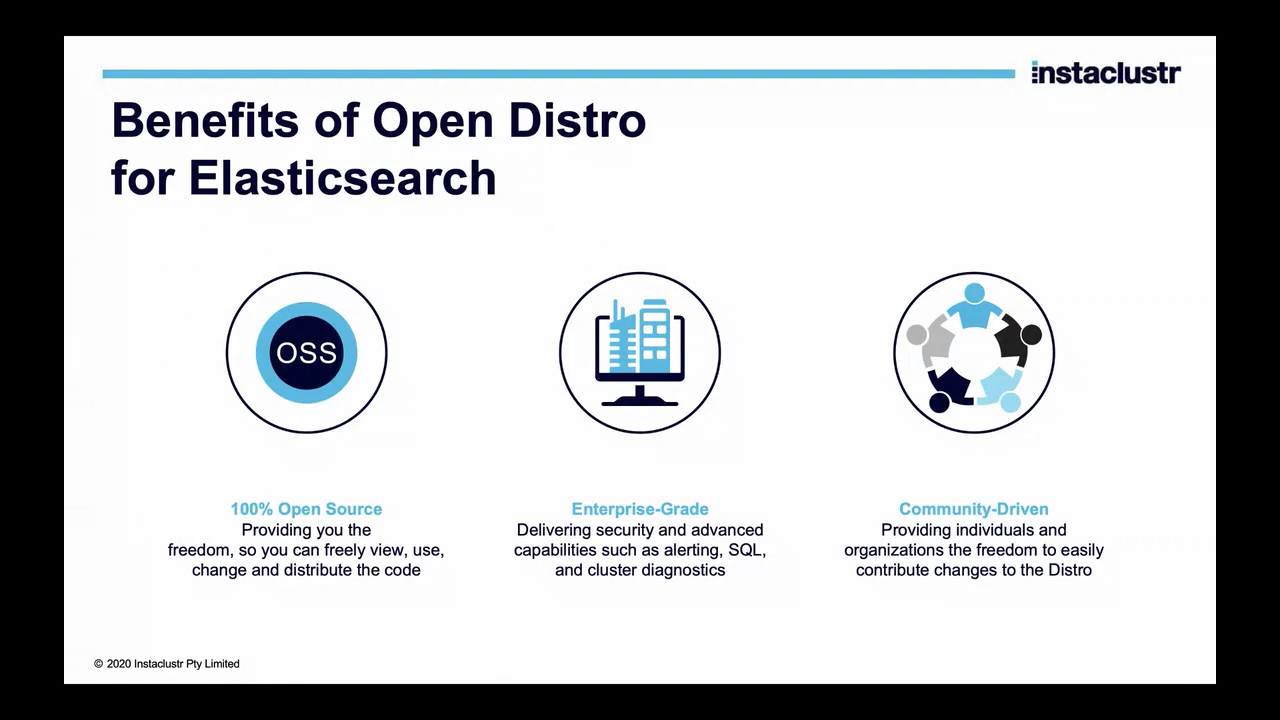 instaclustr
Benefits of Open Distro
for Elasticsearch
OSS
100% Open Source
Providing you the
freedom, so you can freely view, use,
change and distribute the code
Enterprise-Grade
Delivering security and advanced
capabilities such as alerting, SQL,
and cluster diagnostics
Community-Driven
Providing individuals and
organizations the freedom to easily
contribute changes to the Distro
© 2020 Instaclustr Pty Limited